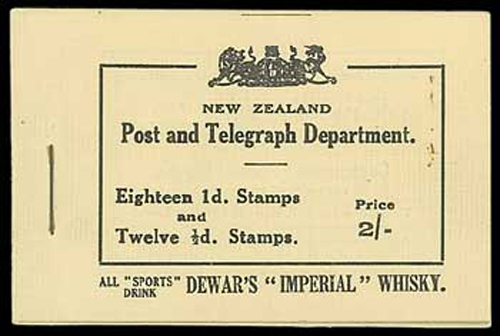 NEW ZEALAND
Post and Telegraph Department.
Eighteen 1d. Stamps
and
Twelve ½d. Stamps.
Price
2/-
ALL "SPORTS" DRINK DEWAR'S "IMPERIAL" WHISKY.